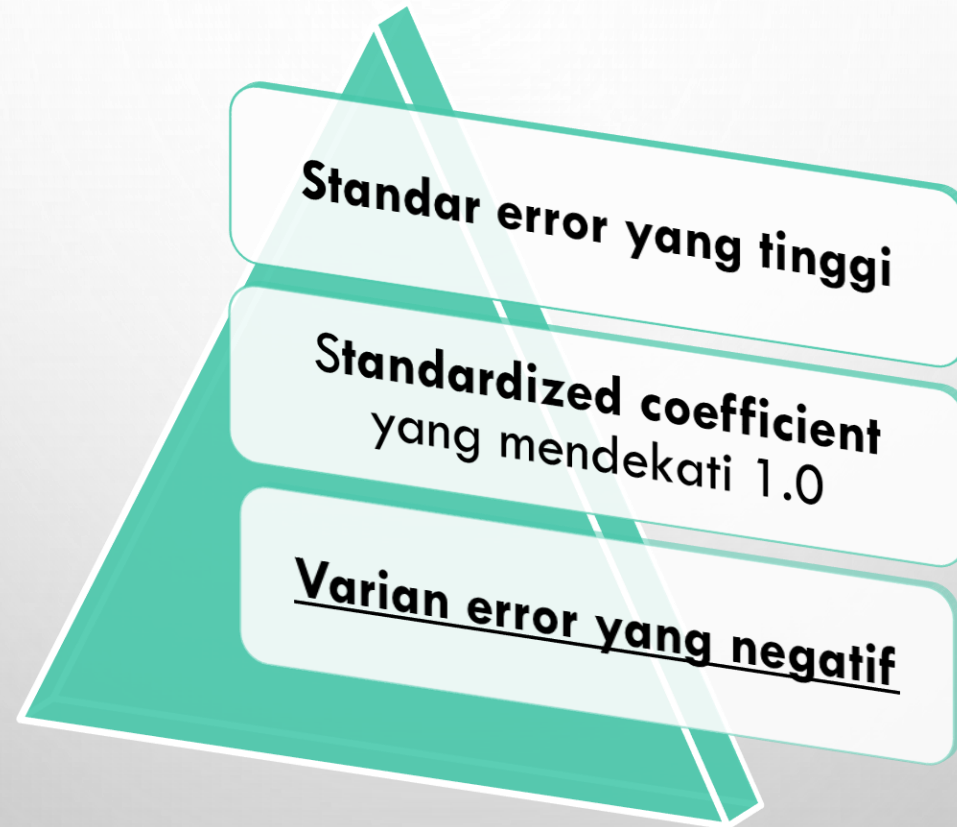 Standar error yang tinggi
Standardized coefficient
yang mendekati 1.0
Varian error yang negatif